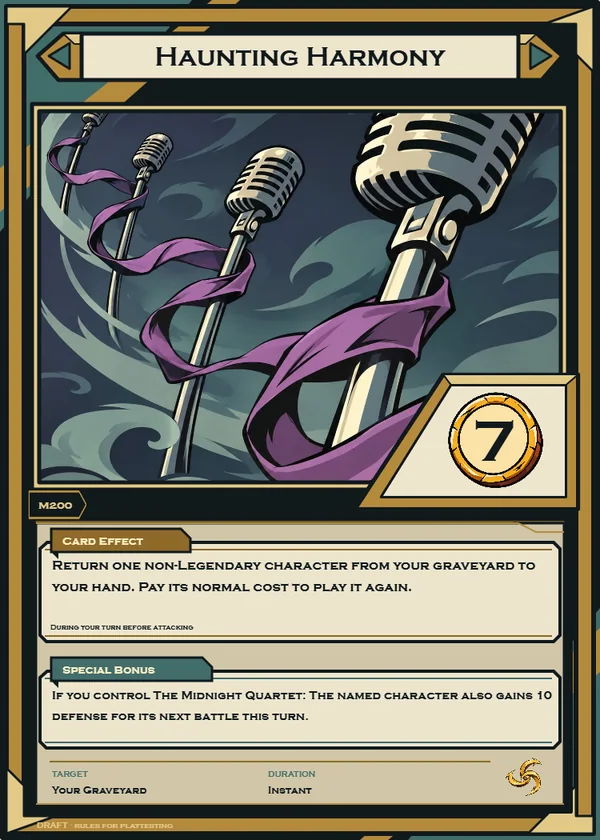 Haunting Harmony
7
M200
Card Effect
Return one non-Legendary character from your graveyard to
your hand. Pay its normal cost to play it again.
During your turn before attacking
Special Bonus
If you control The Midnight Quartet: The named character also gains 10
defense for its next battle this turn.
Target
Duration
Your Graveyard
Instant
DRAFT · Rules for playtesting